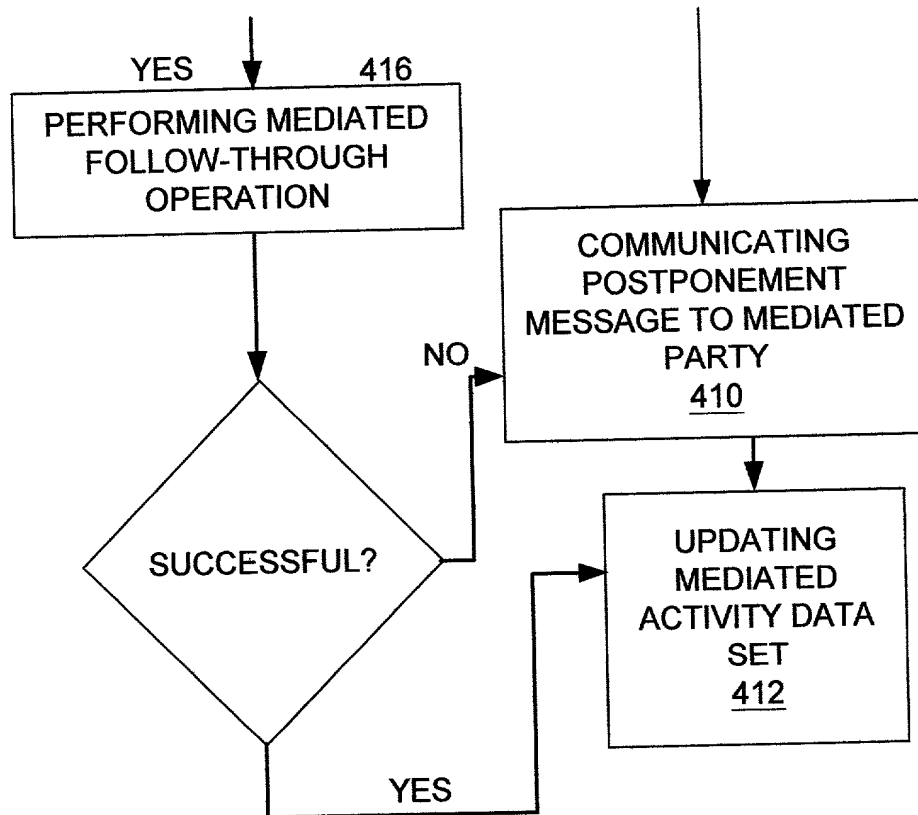 YES
416
PERFORMING MEDIATED
FOLLOW-THROUGH
OPERATION
COMMUNICATING
POSTPONEMENT
MESSAGE TO MEDIATED
PARTY
410
NO
SUCCESSFUL?
UPDATING
MEDIATED
ACTIVITY DATA
SET
412
YES